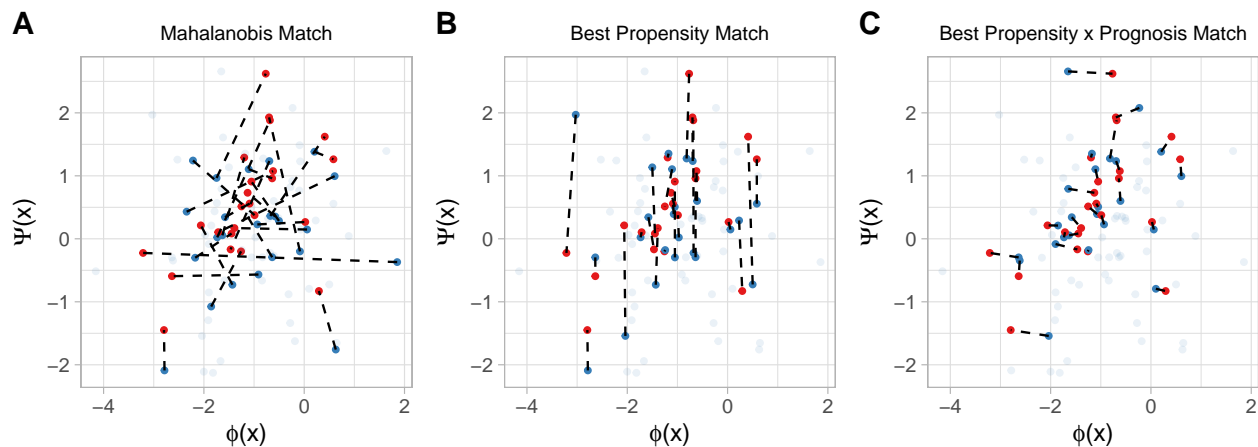 A
Mahalanobis Match
Ψ(x)
2
1
0
−1
−2
−4
−2
0
2
ϕ(x)
B
Best Propensity Match
Ψ(x)
2
1
0
−1
−2
−4
−2
0
2
ϕ(x)
C
Best Propensity x Prognosis Match
Ψ(x)
2
1
0
−1
−2
−4
−2
0
2
ϕ(x)